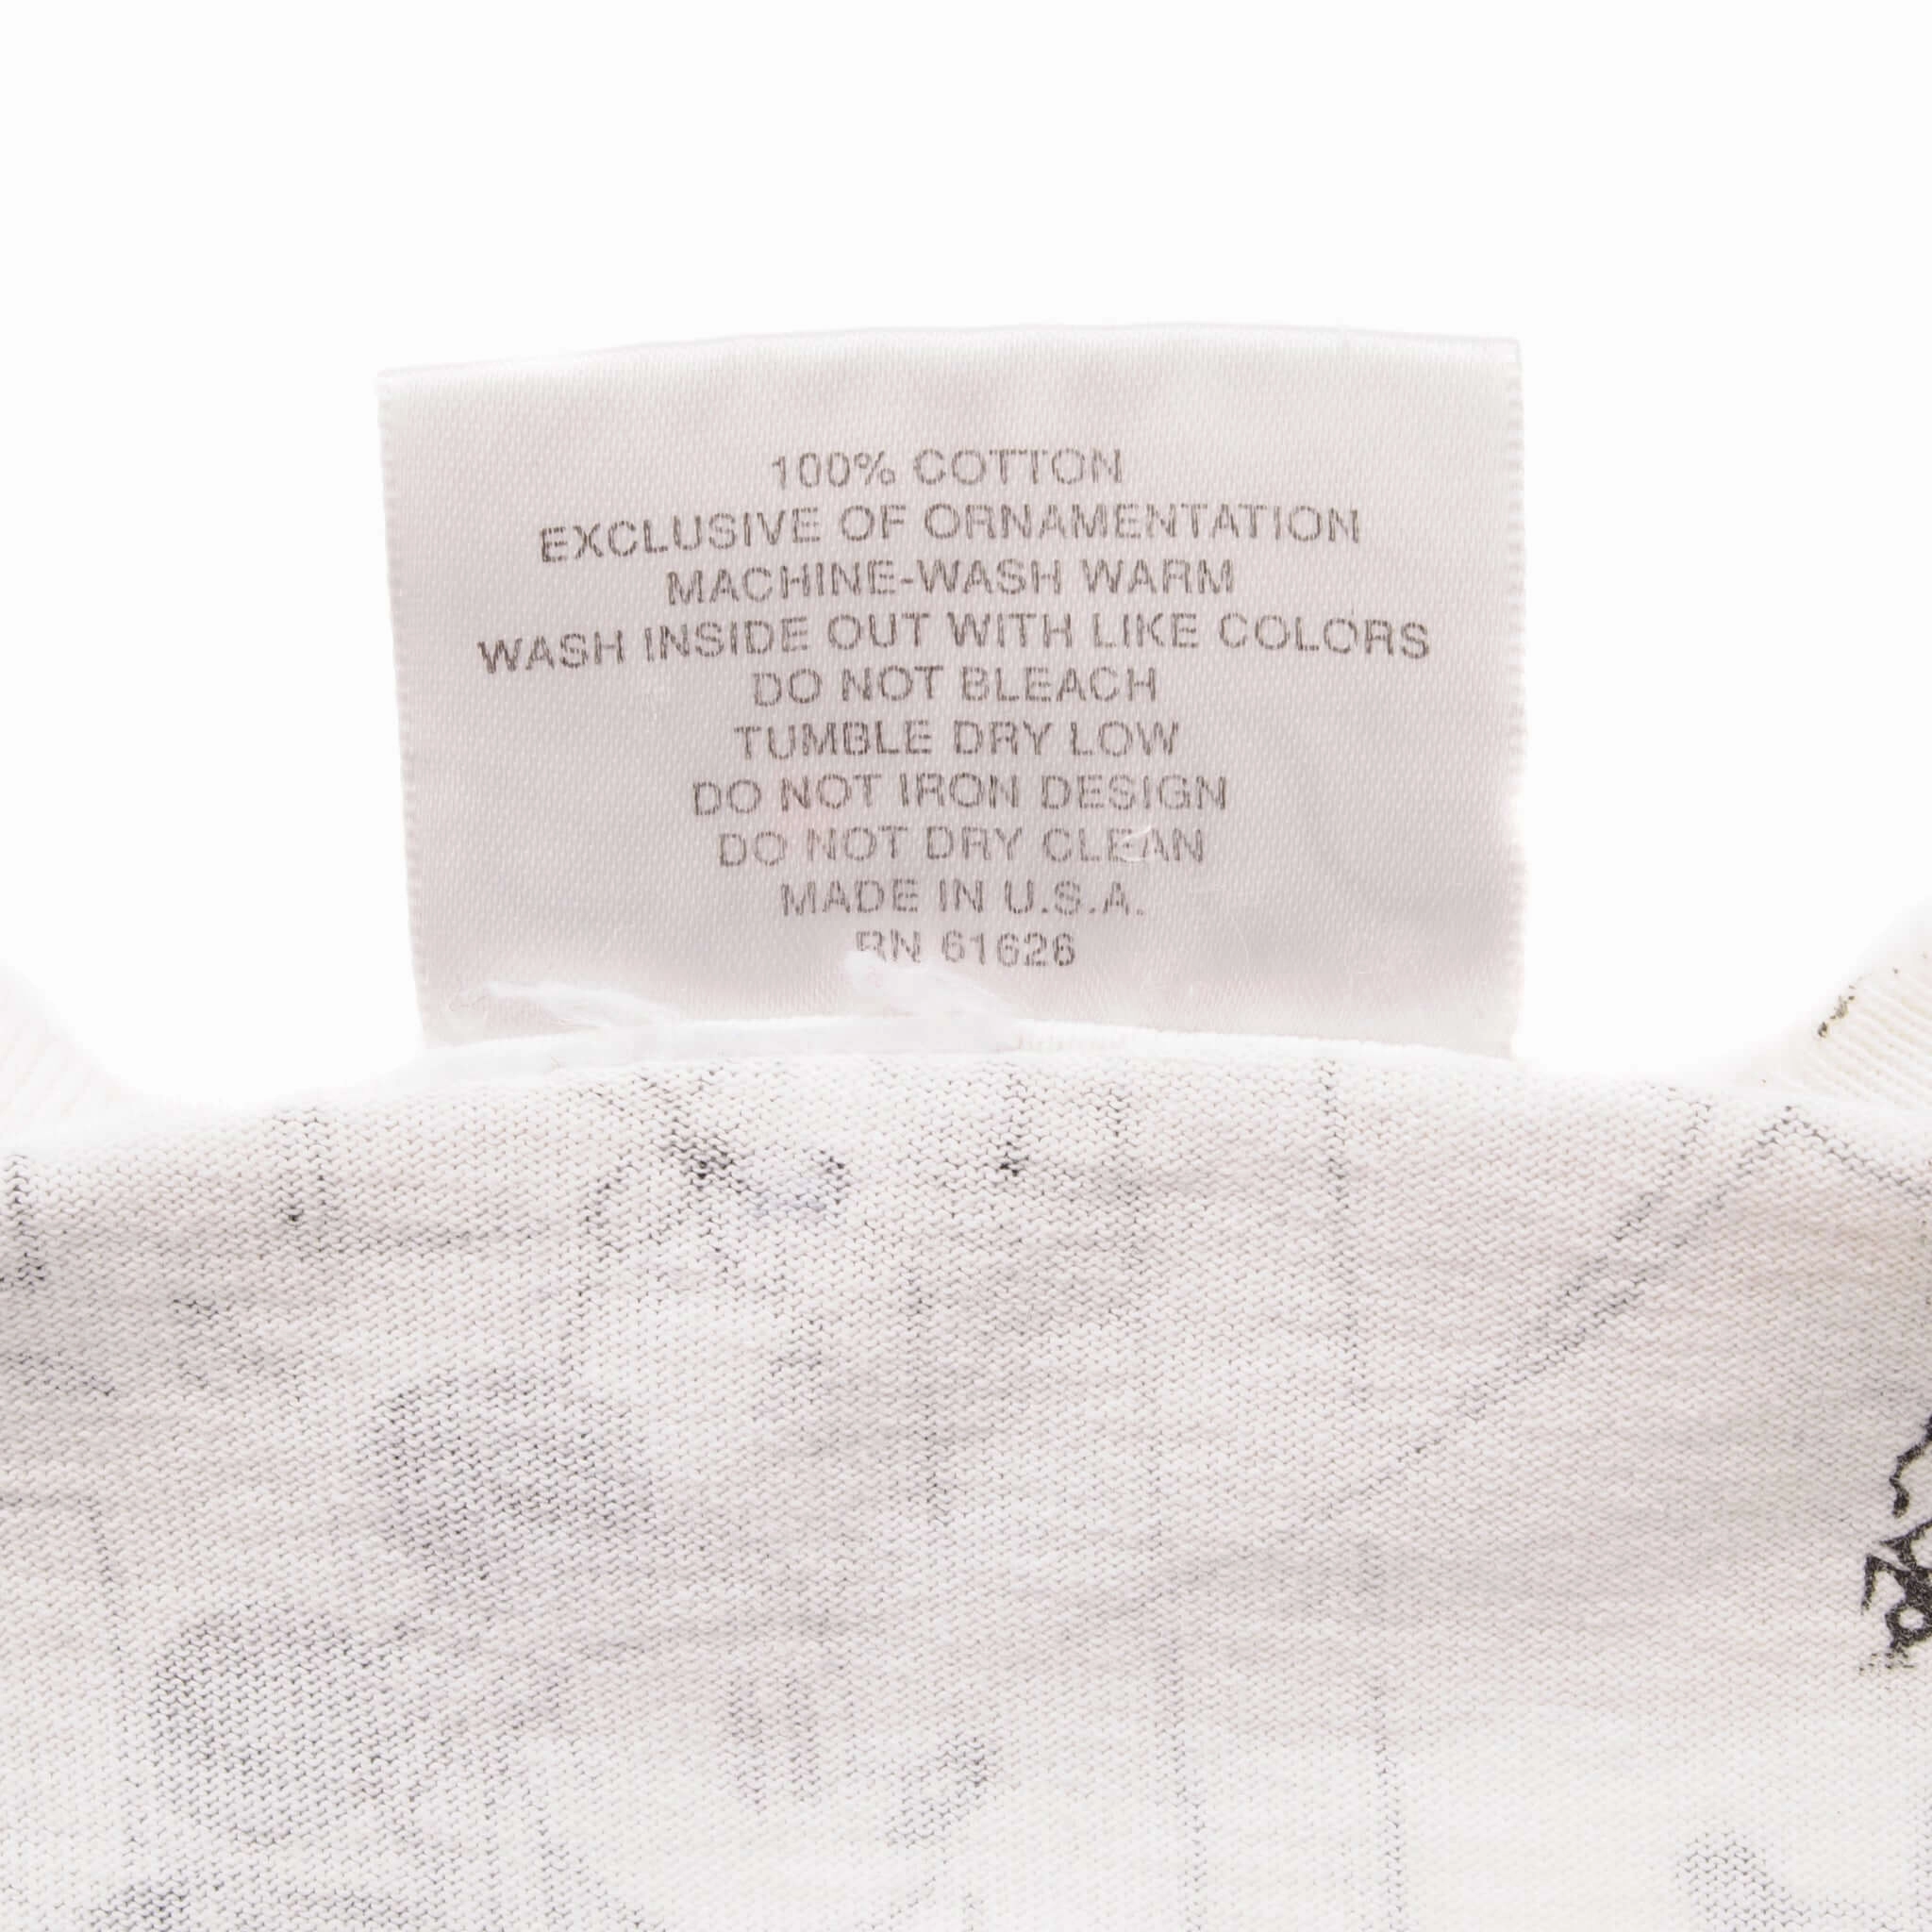 100% COTTON
EXCLUSIVE OF ORNAMENTATION
MACHINE-WASH WARM
WASH INSIDE OUT WITH LIKE COLORS
DO NOT BLEACH
TUMBLE DRY LOW
DO NOT IRON DESIGN
DO NOT DRY CLEAN
MADE IN U.S.A.
RN 61626